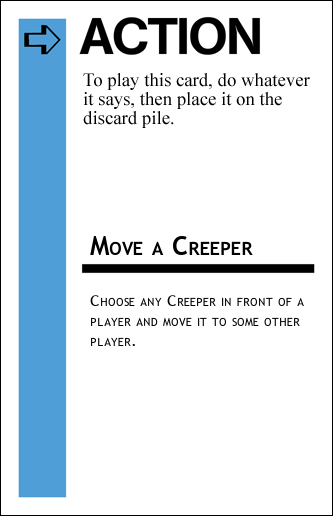 ACTION
To play this card, do whatever
it says, then place it on the
discard pile.
Move a Creeper
Choose any Creeper in front of a
player and move it to some other
player.